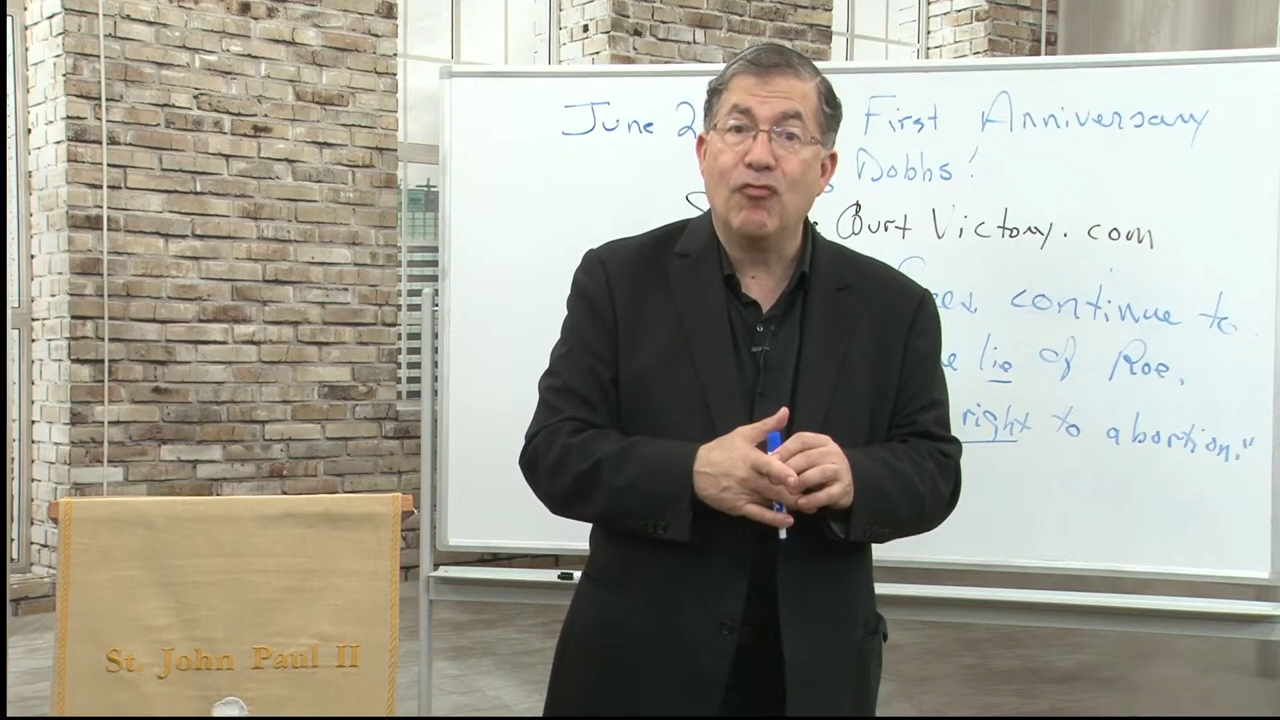 June 2 First Anniversary
Dobbs!
Court Victory.com
continue to
lie of Roe.
right to abortion."
St. John Paul II